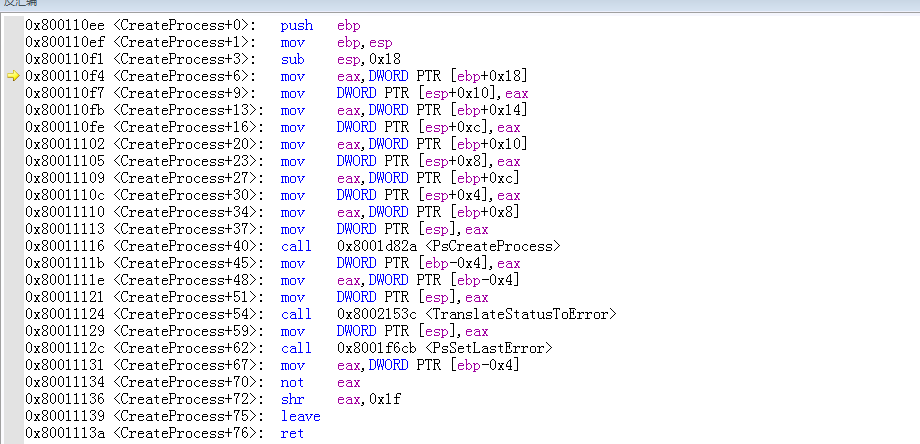 反汇编
0x800110ee <CreateProcess+0>: push ebp
0x800110ef <CreateProcess+1>: mov ebp,esp
0x800110f1 <CreateProcess+3>: sub esp,0x18
0x800110f4 <CreateProcess+6>: mov eax,DWORD PTR [ebp+0x18]
0x800110f7 <CreateProcess+9>: mov DWORD PTR [esp+0x10],eax
0x800110fb <CreateProcess+13>: mov eax,DWORD PTR [ebp+0x14]
0x800110fe <CreateProcess+16>: mov DWORD PTR [esp+0xc],eax
0x80011102 <CreateProcess+20>: mov eax,DWORD PTR [ebp+0x10]
0x80011105 <CreateProcess+23>: mov DWORD PTR [esp+0x8],eax
0x80011109 <CreateProcess+27>: mov eax,DWORD PTR [ebp+0xc]
0x8001110c <CreateProcess+30>: mov DWORD PTR [esp+0x4],eax
0x80011110 <CreateProcess+34>: mov eax,DWORD PTR [ebp+0x8]
0x80011113 <CreateProcess+37>: mov DWORD PTR [esp],eax
0x80011116 <CreateProcess+40>: call 0x8001d82a <PsCreateProcess>
0x8001111b <CreateProcess+45>: mov DWORD PTR [ebp-0x4],eax
0x8001111e <CreateProcess+48>: mov eax,DWORD PTR [ebp-0x4]
0x80011121 <CreateProcess+51>: mov DWORD PTR [esp],eax
0x80011124 <CreateProcess+54>: call 0x8002153c <TranslateStatusToError>
0x80011129 <CreateProcess+59>: mov DWORD PTR [esp],eax
0x8001112c <CreateProcess+62>: call 0x8001f6cb <PsSetLastError>
0x80011131 <CreateProcess+67>: mov eax,DWORD PTR [ebp-0x4]
0x80011134 <CreateProcess+70>: not eax
0x80011136 <CreateProcess+72>: shr eax,0x1f
0x80011139 <CreateProcess+75>: leave
0x8001113a <CreateProcess+76>: ret